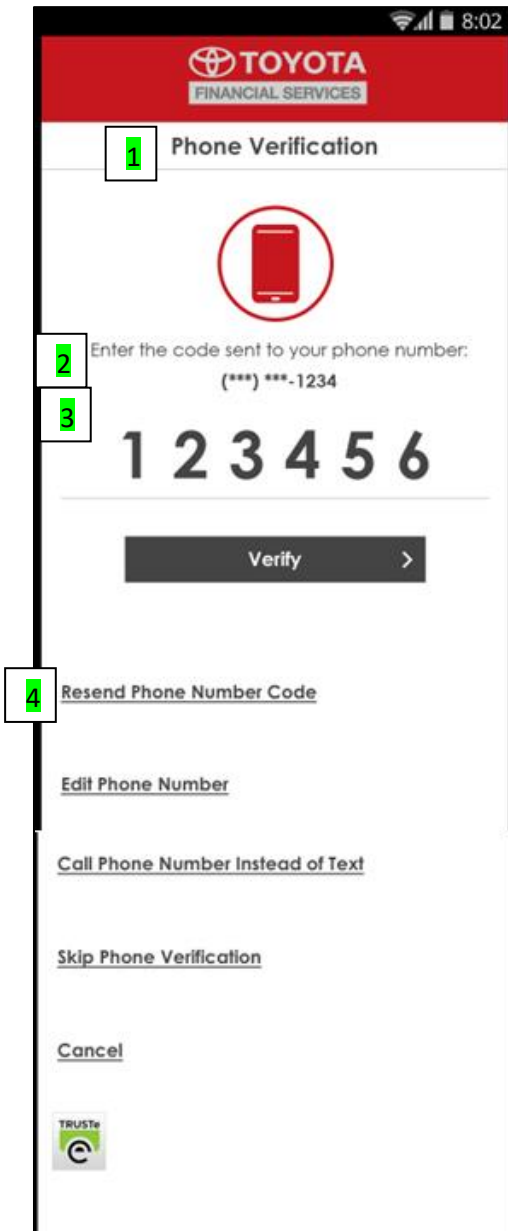 8:02
TOYOTA
FINANCIAL SERVICES
1
Phone Verification
2
Enter the code sent to your phone number:
(***) ***-1234
3
1 2 3 4 5 6
Verify >
4
Resend Phone Number Code
Edit Phone Number
Call Phone Number Instead of Text
Skip Phone Verification
Cancel
TRUSTe
e